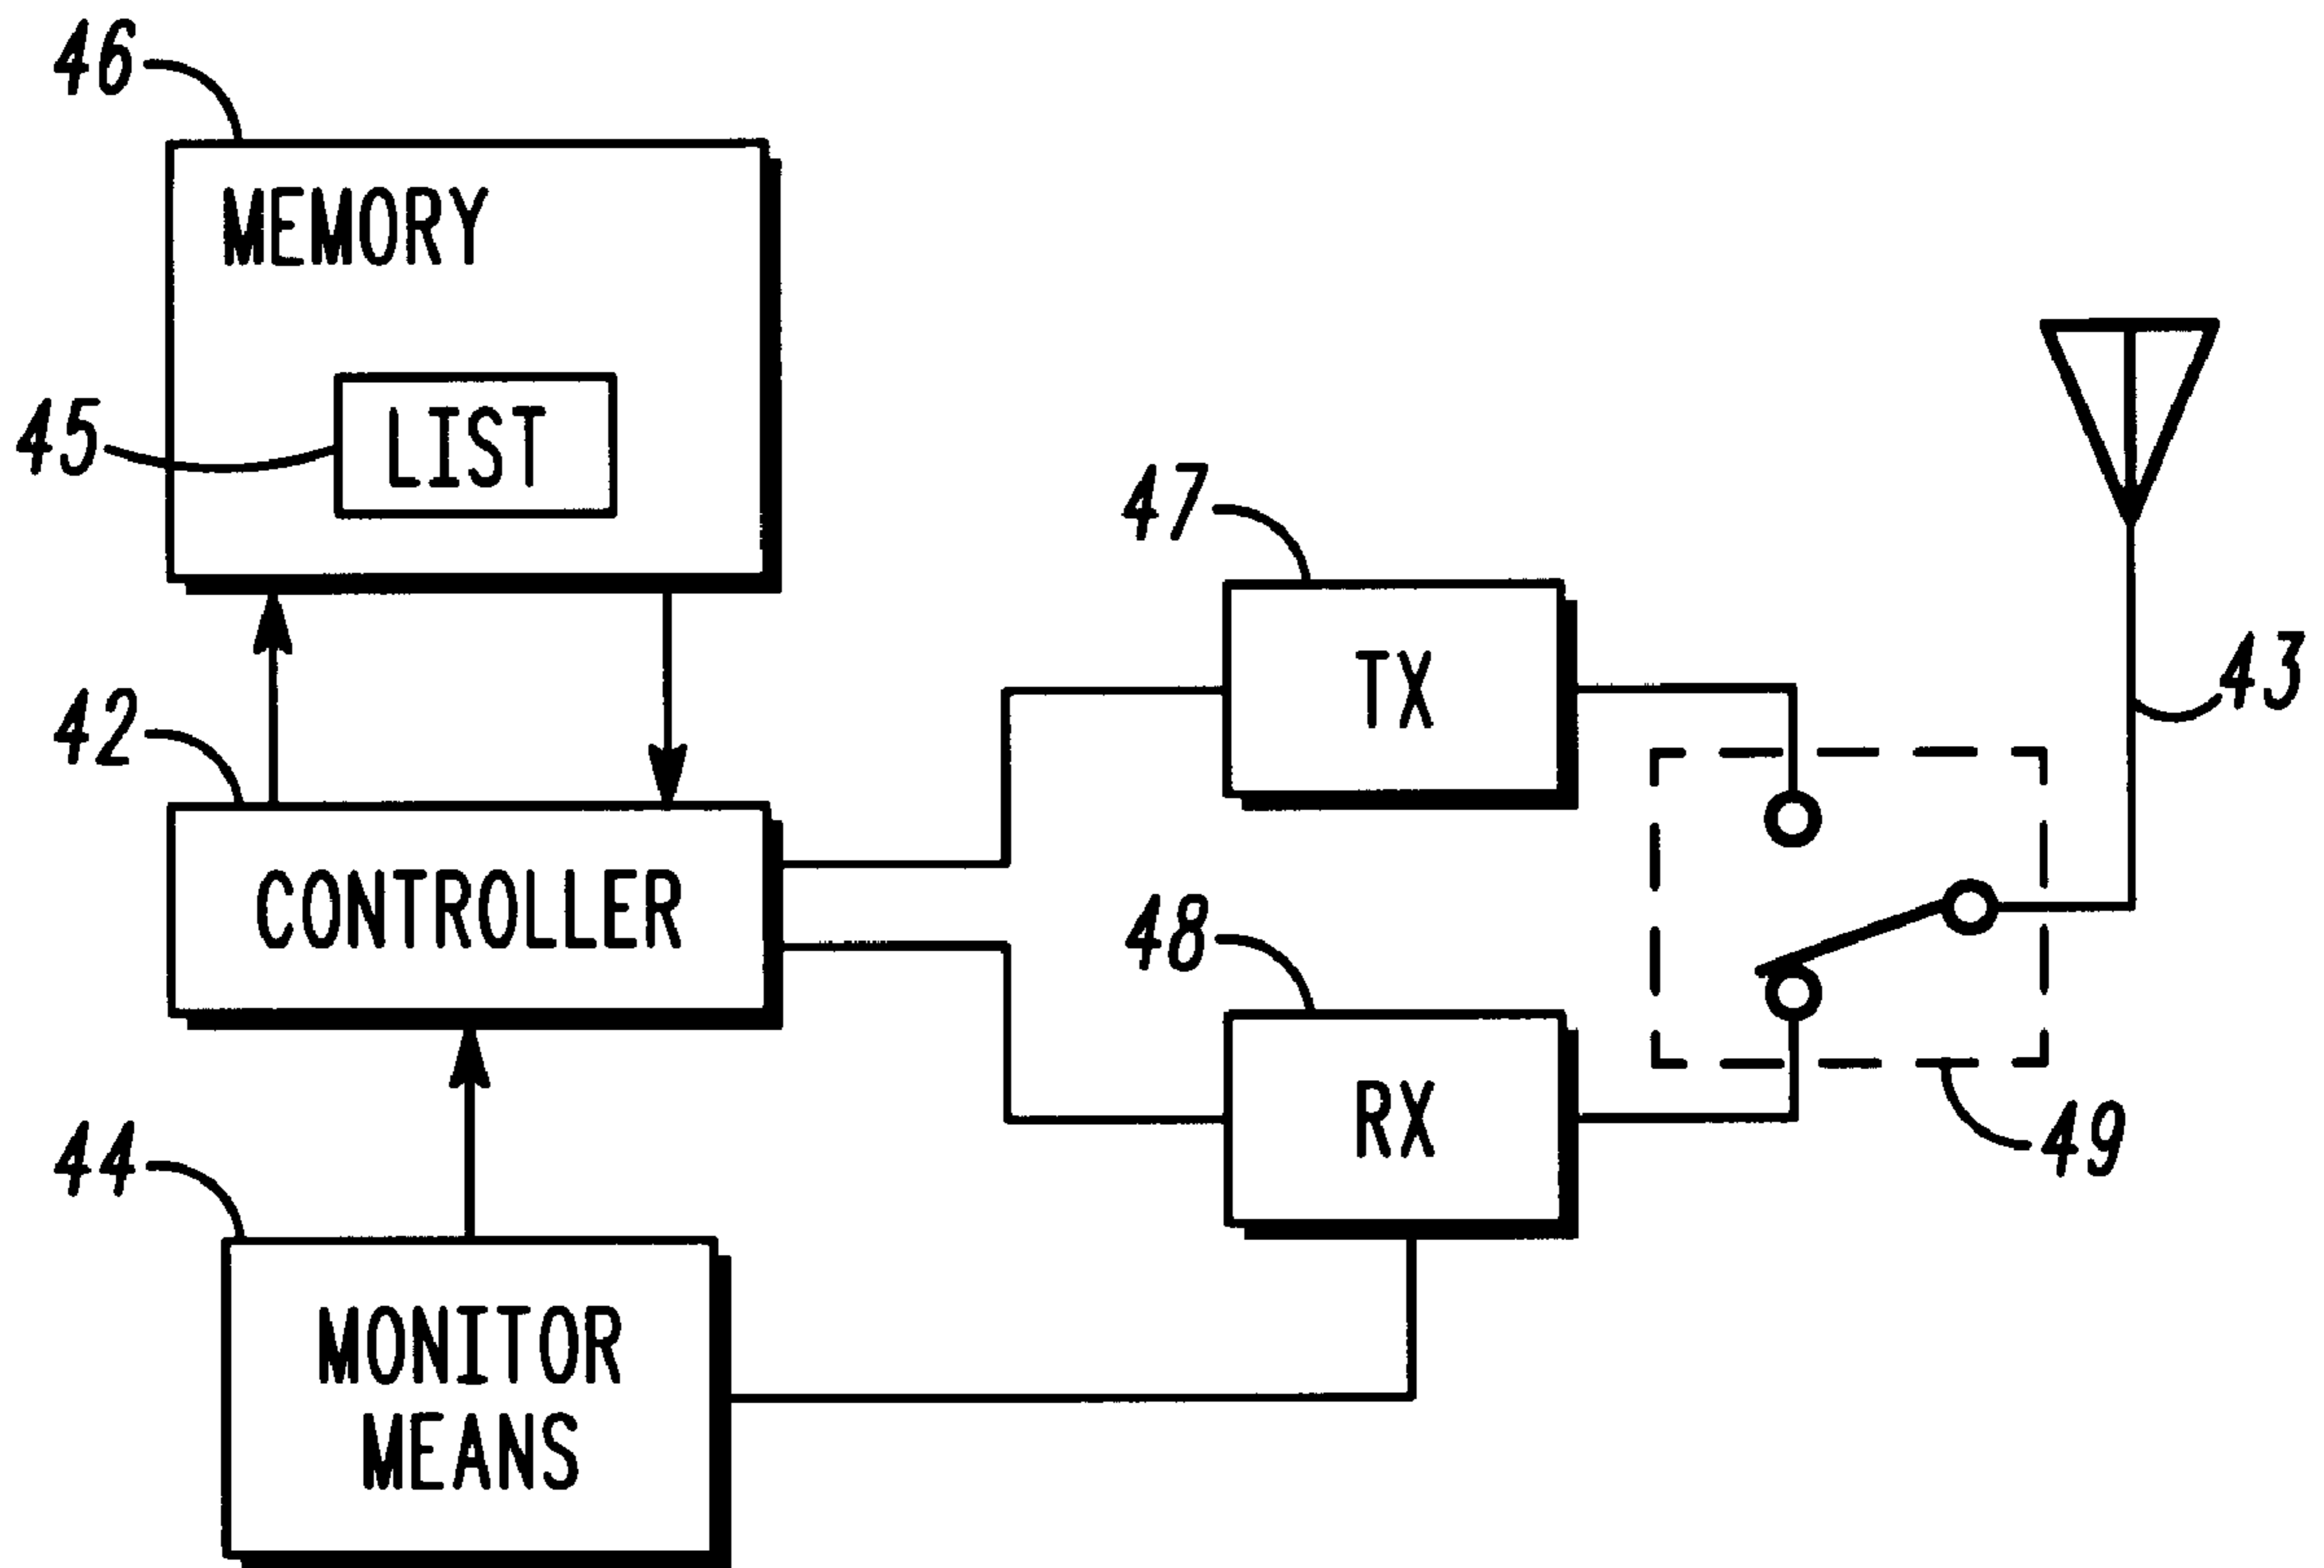 46
MEMORY
45
LIST
47
TX
43
42
CONTROLLER
48
RX
49
44
MONITOR
MEANS